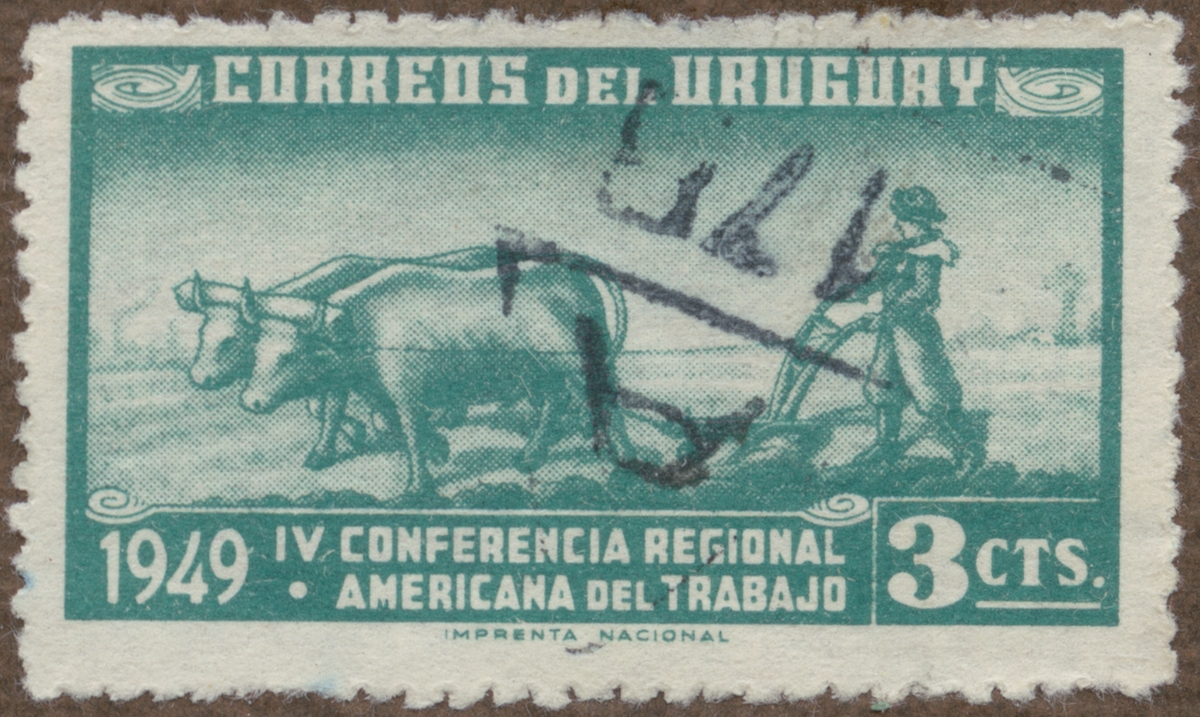 CORREOS DEL URUGUAY
1949 IV CONFERENCIA REGIONAL
• AMERICANA DEL TRABAJO
3 CTS.
IMPRENTA NACIONAL